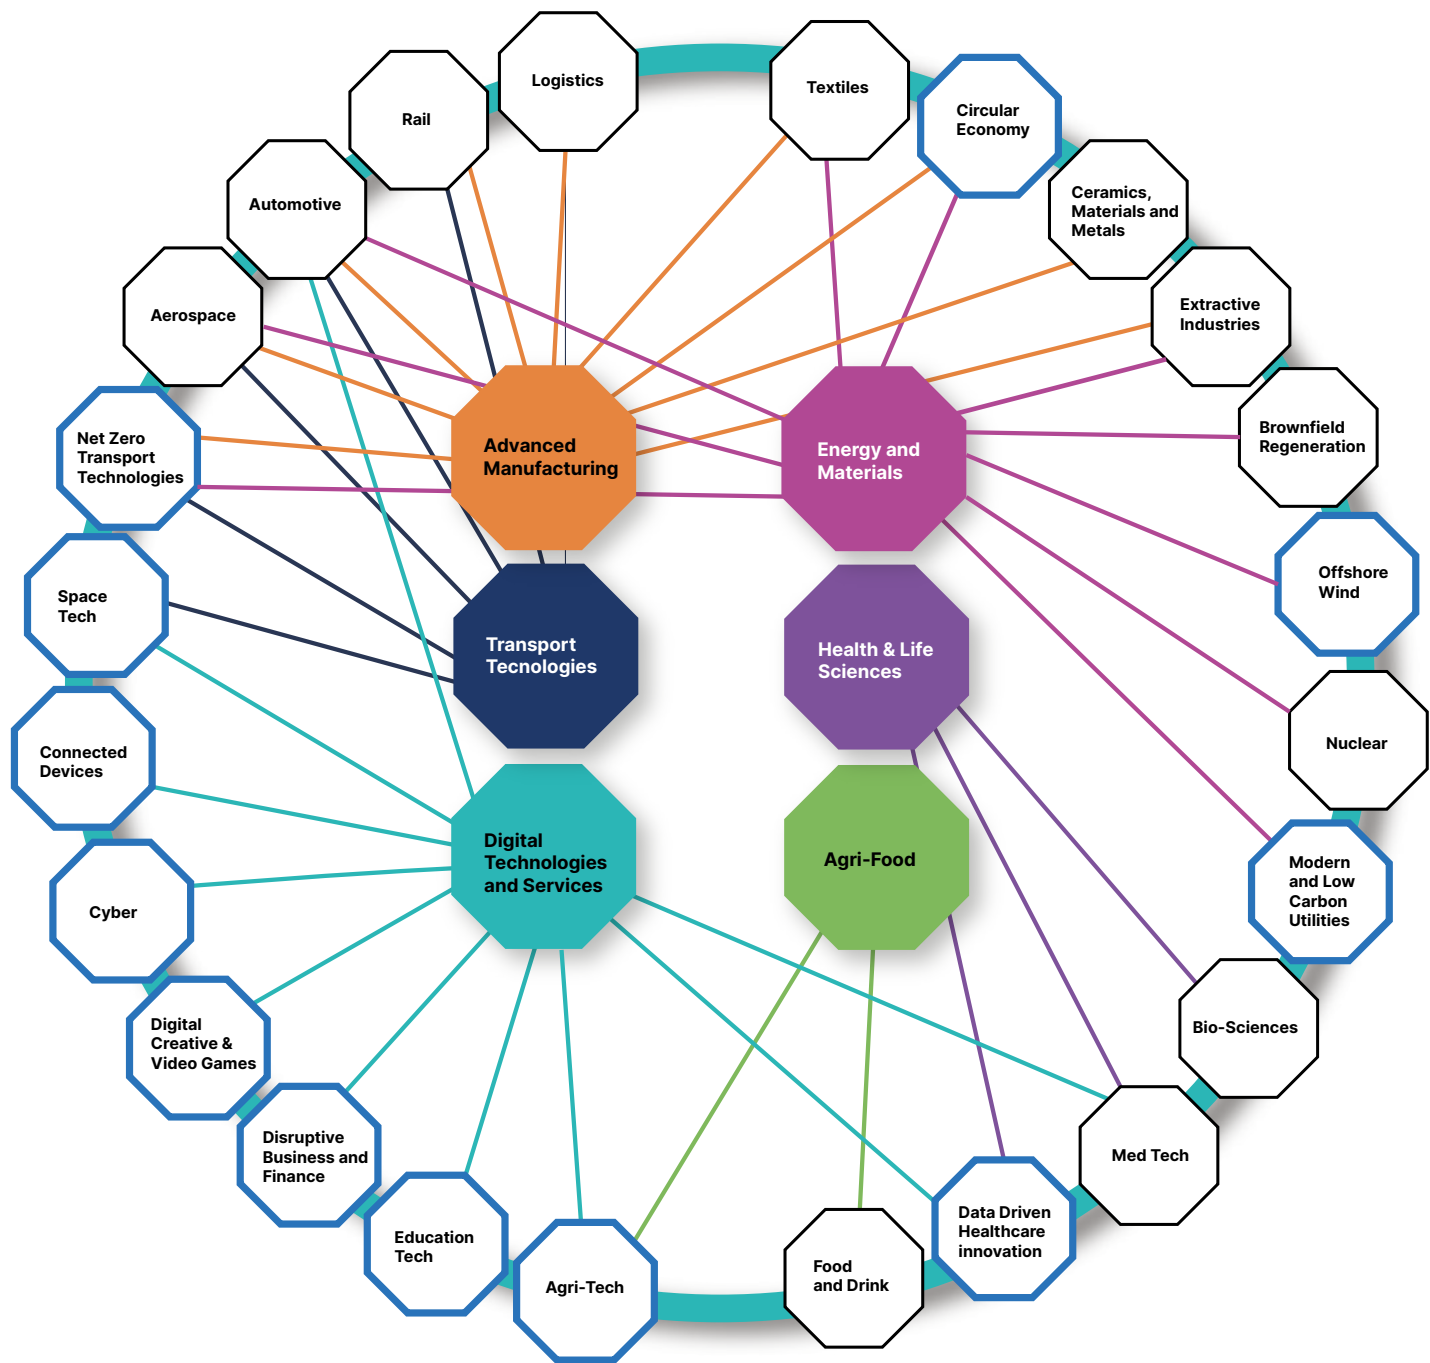 Logistics
Textiles
Rail
Circular
Economy
Automotive
Ceramics,
Materials and
Metals
Aerospace
Extractive
Industries
Net Zero
Transport
Technologies
Advanced
Manufacturing
Energy and
Materials
Brownfield
Regeneration
Space
Tech
Transport
Tecnologies
Health & Life
Sciences
Offshore
Wind
Connected
Devices
Nuclear
Digital
Technologies
and Services
Agri-Food
Modern
and Low
Carbon
Utilities
Cyber
Digital
Creative &
Video Games
Bio-Sciences
Disruptive
Business and
Finance
Med Tech
Education
Tech
Agri-Tech
Food
and Drink
Data Driven
Healthcare
innovation